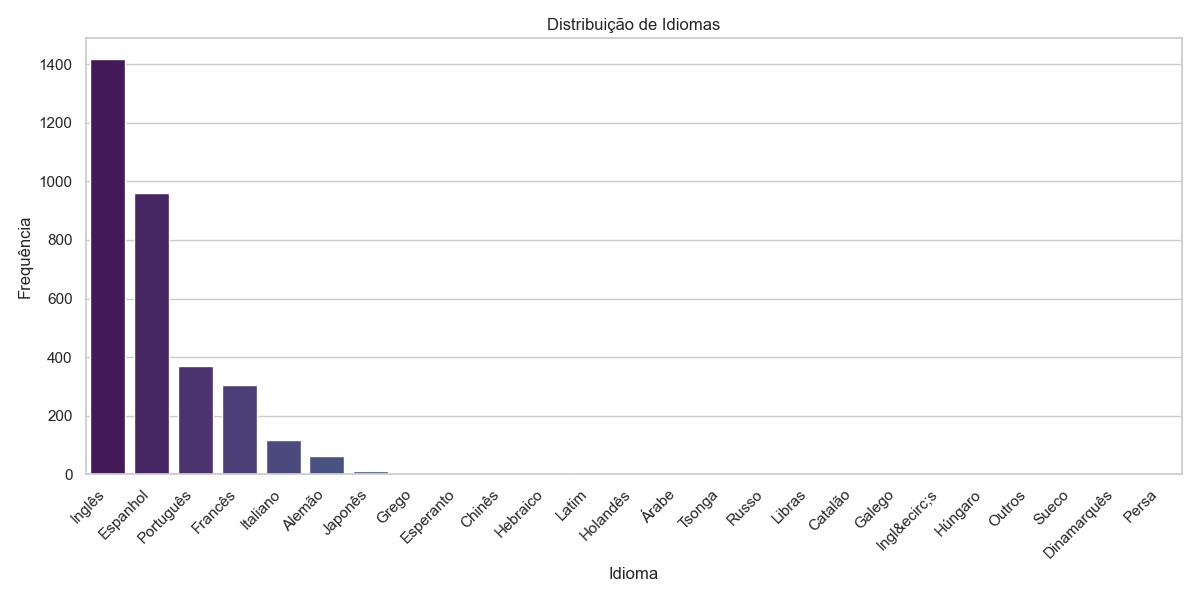 Distribuição de Idiomas
Frequência
1400
1200
1000
800
600
400
200
0
Inglês
Espanhol
Português
Francês
Italiano
Alemão
Japonês
Grego
Esperanto
Chinês
Hebraico
Latim
Holandês
Árabe
Tsonga
Russo
Libras
Catalão
Galego
Ingl&ecirc;s
Húngaro
Outros
Sueco
Dinamarquês
Persa
Idioma